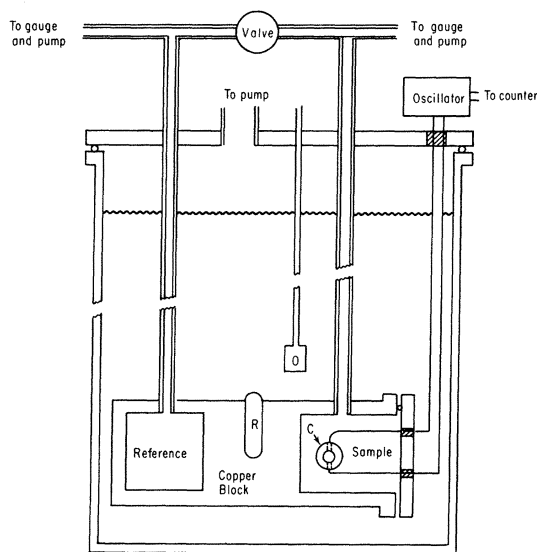 To gauge
and pump
Valve
To gauge
and pump
Oscillator
To counter
To pump
O
R
C
Reference
Sample
Copper
Block